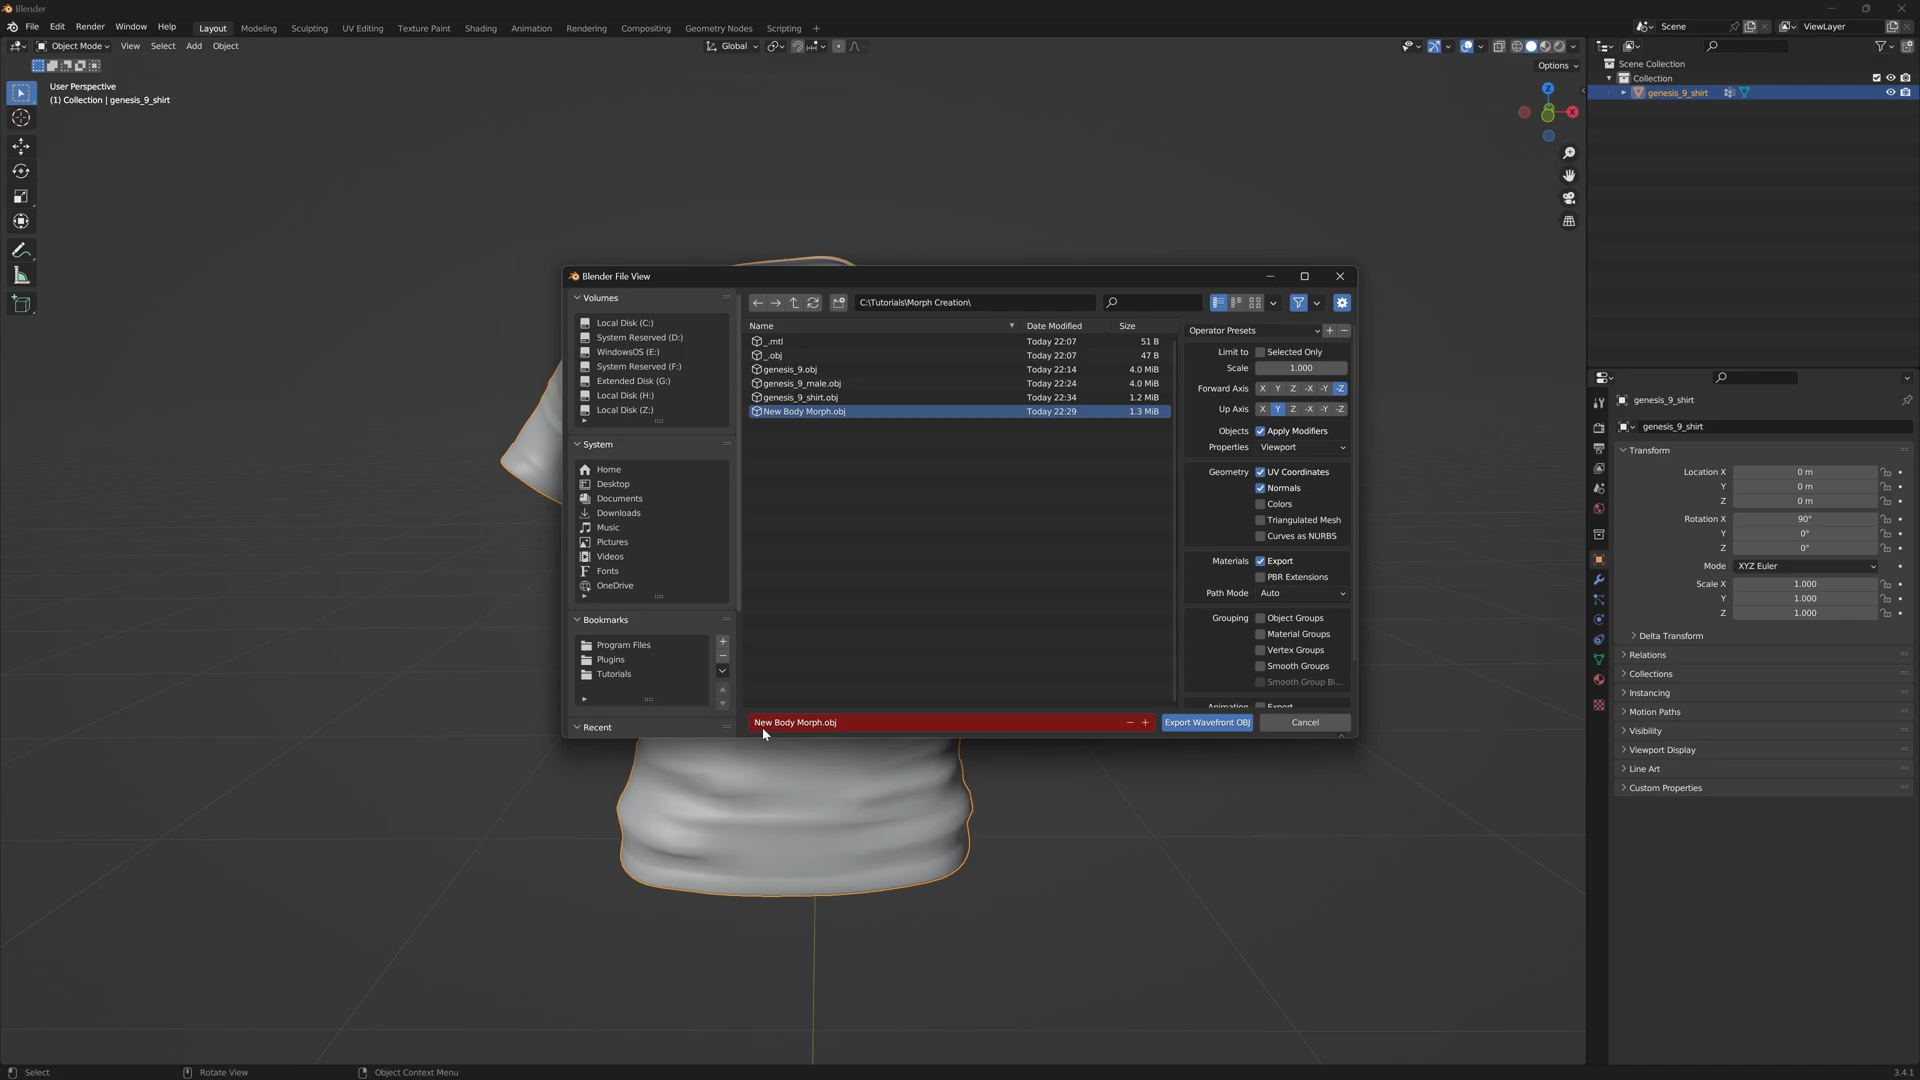 Blender
File Edit Render Window Help Layout Modeling Sculpting UV Editing Texture Paint Shading Animation Rendering Compositing Geometry Nodes Scripting + Scene ViewLayer
Object Mode View Select Add Object Global
Options
User Perspective
(1) Collection | genesis_9_shirt
Z
Y
X
Scene Collection
Collection
genesis_9_shirt
Blender File View
Volumes
Local Disk (C:)
System Reserved (D:)
WindowsOS (E:)
System Reserved (F:)
Extended Disk (G:)
Local Disk (H:)
Local Disk (Z:)
System
Home
Desktop
Documents
Downloads
Music
Pictures
Videos
Fonts
OneDrive
Bookmarks
Program Files
Plugins
Tutorials
Recent
C:\Tutorials\Morph Creation\
Name Date Modified Size
_.mtl Today 22:07 51 B
_.obj Today 22:07 47 B
genesis_9.obj Today 22:14 4.0 MiB
genesis_9_male.obj Today 22:24 4.0 MiB
genesis_9_shirt.obj Today 22:34 1.2 MiB
New Body Morph.obj Today 22:29 1.3 MiB
Operator Presets
Limit to Selected Only
Scale 1.000
Forward Axis X Y Z -X -Y -Z
Up Axis X Y Z -X -Y -Z
Objects Apply Modifiers
Properties Viewport
Geometry UV Coordinates
Normals
Colors
Triangulated Mesh
Curves as NURBS
Materials Export
PBR Extensions
Path Mode Auto
Grouping Object Groups
Material Groups
Vertex Groups
Smooth Groups
Smooth Group Bi...
Animation Export
New Body Morph.obj Export Wavefront OBJ Cancel
genesis_9_shirt
genesis_9_shirt
Transform
Location X 0 m
Y 0 m
Z 0 m
Rotation X 90°
Y 0°
Z 0°
Mode XYZ Euler
Scale X 1.000
Y 1.000
Z 1.000
Delta Transform
Relations
Collections
Instancing
Motion Paths
Visibility
Viewport Display
Line Art
Custom Properties
Select Rotate View Object Context Menu 3.4.1